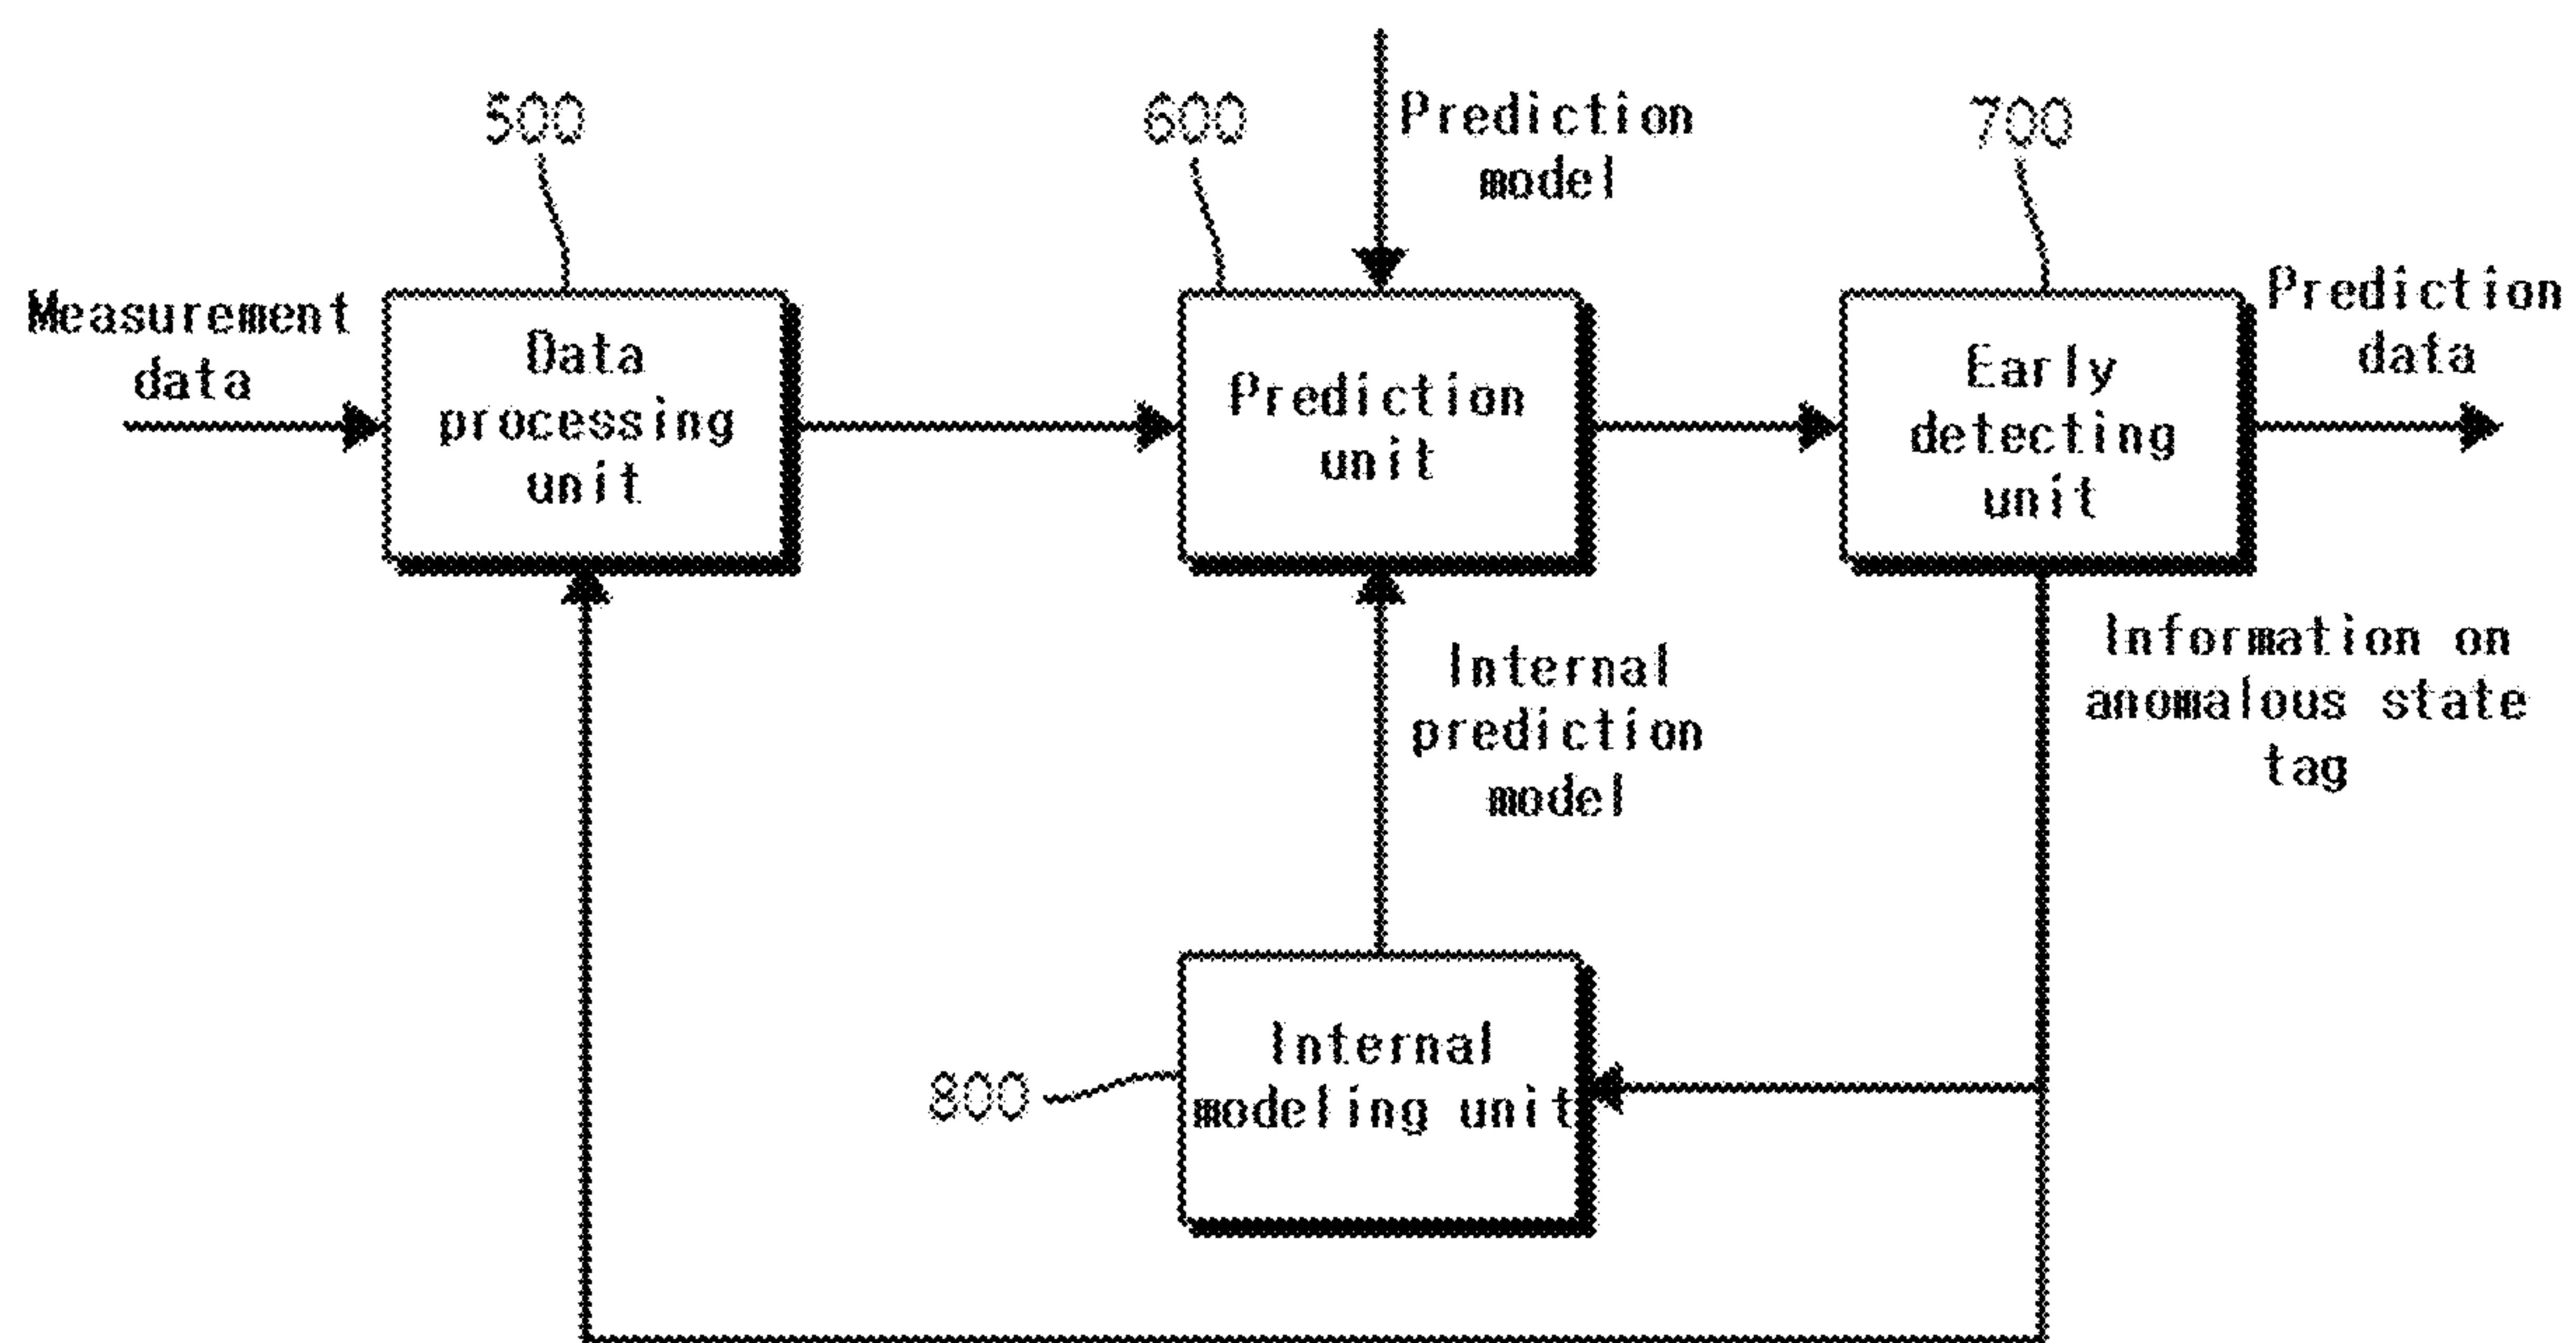 500
600
Prediction
model
700
Measurement
data
Data
processing
unit
Prediction
unit
Early
detecting
unit
Prediction
data
Internal
prediction
model
Information on
anomalous state
tag
800
Internal
modeling unit